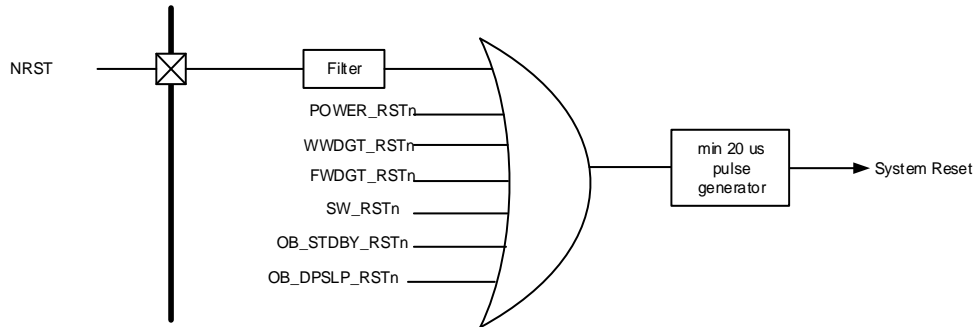 NRST
Filter
POWER_RSTn
WWDGT_RSTn
FWDGT_RSTn
SW_RSTn
OB_STDBY_RSTn
OB_DPSLP_RSTn
min 20 us
pulse
generator
System Reset